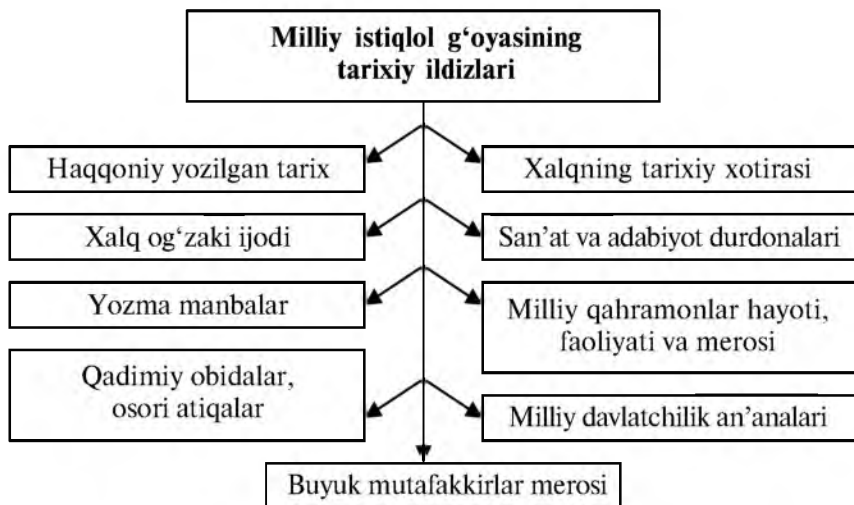 Milliy istiqlol g‘oyasining
tarixiy ildizlari
Haqqoniy yozilgan tarix
Xalqning tarixiy xotirasi
Xalq og‘zaki ijodi
San’at va adabiyot durdonalari
Yozma manbalar
Milliy qahramonlar hayoti,
faoliyati va merosi
Qadimiy obidalar,
osori atiqalar
Milliy davlatchilik an’analari
Buyuk mutafakkirlar merosi